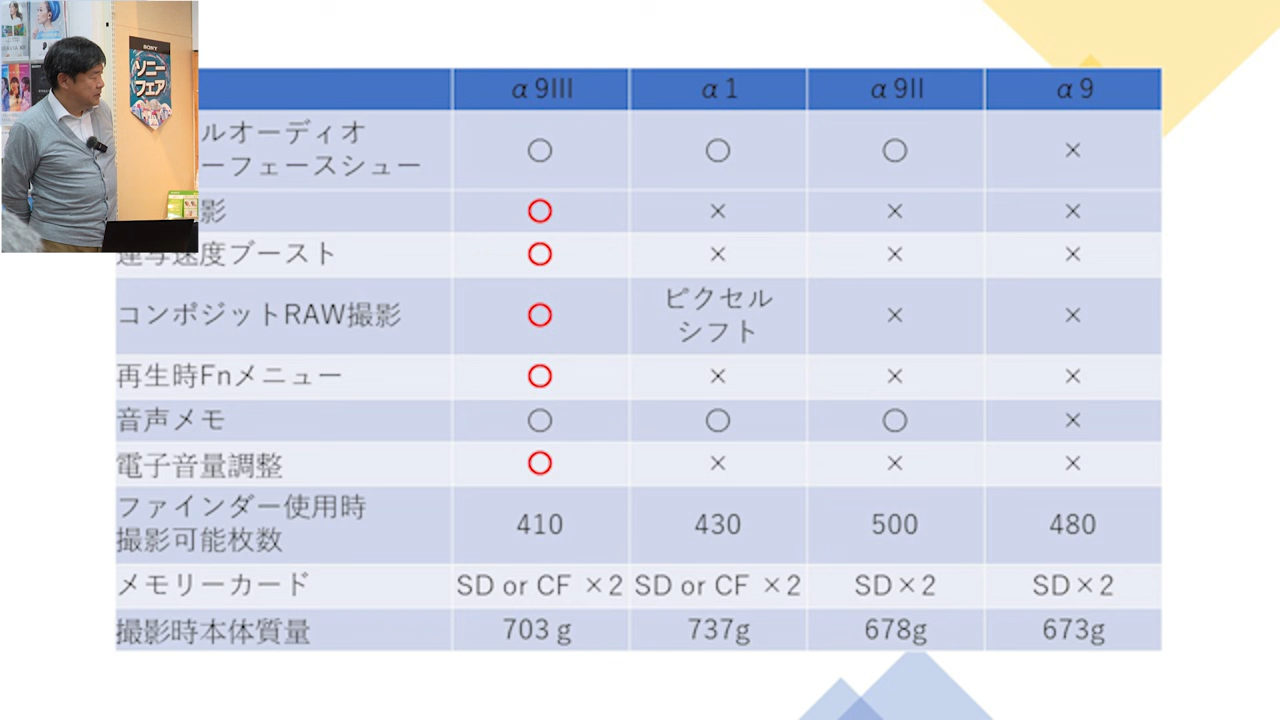 SONY
ソニー
フェア
α9III α1 α9II α9
ルオーディオ
ーフェースシュー ○ ○ ○ ×
影 ○ × × ×
連写速度ブースト ○ × × ×
コンポジットRAW撮影 ○ ピクセル
シフト × ×
再生時Fnメニュー ○ × × ×
音声メモ ○ ○ ○ ×
電子音量調整 ○ × × ×
ファインダー使用時
撮影可能枚数 410 430 500 480
メモリーカード SD or CF ×2 SD or CF ×2 SD×2 SD×2
撮影時本体質量 703g 737g 678g 673g